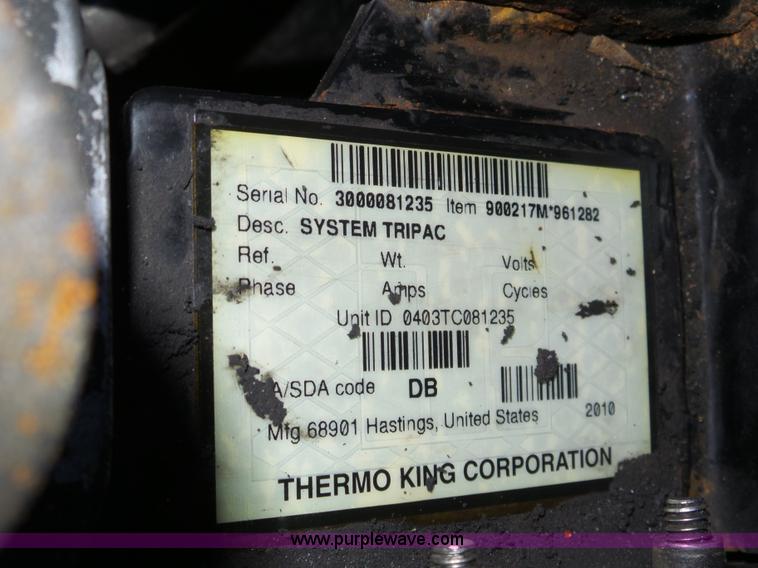 Serial No. 3000081235 Item 900217M*961282
Desc. SYSTEM TRIPAC
Ref. Wt. Volts
Phase Amps Cycles
Unit ID 0403TC081235
A/SDA code DB
Mfg 68901 Hastings, United States 2010
THERMO KING CORPORATION
www.purplewave.com